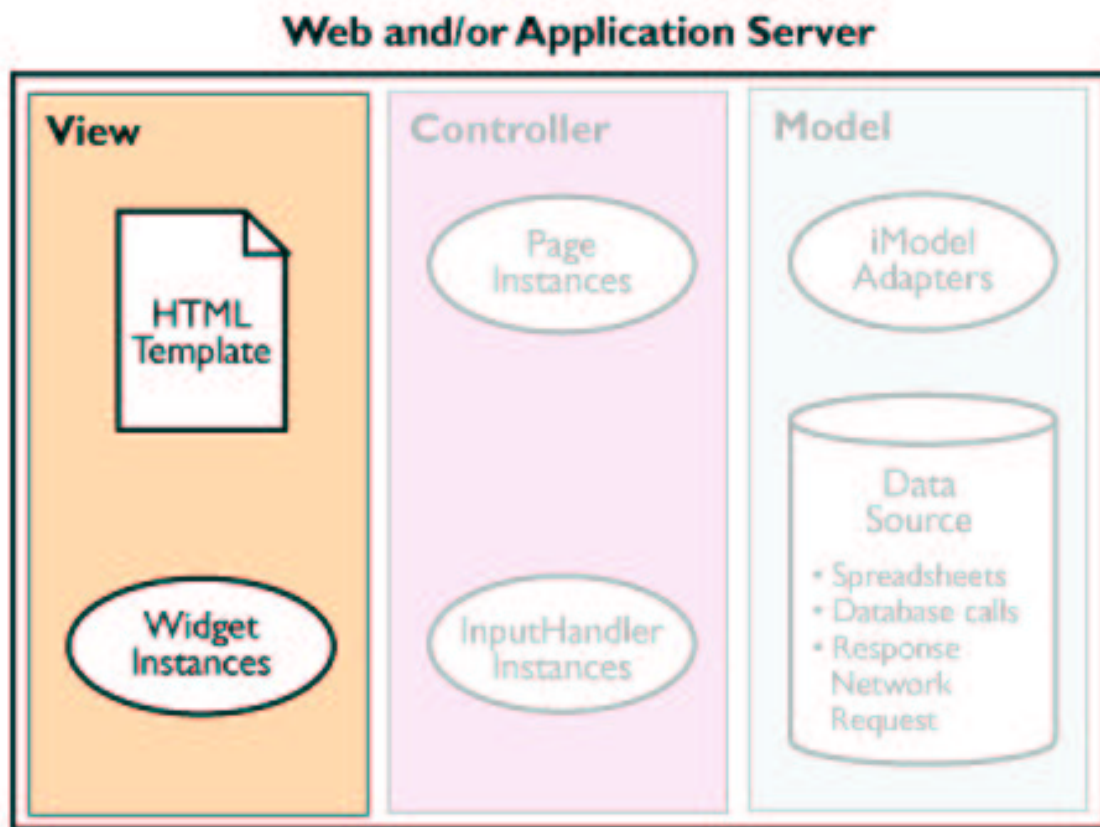 Web and/or Application Server
View
HTML
Template
Widget
Instances
Controller
Page
Instances
InputHandler
Instances
Model
iModel
Adapters
Data
Source
• Spreadsheets
• Database calls
• Response
Network
Request